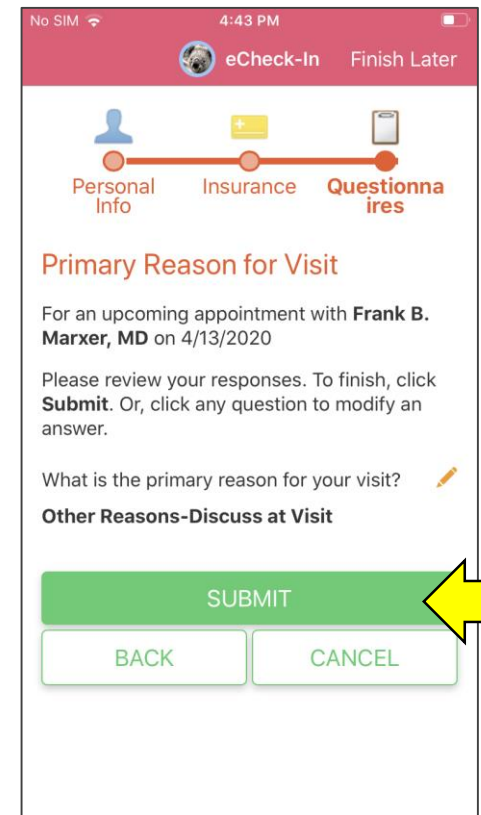 No SIM 4:43 PM
eCheck-In Finish Later
Personal Info Insurance Questionna
ires
Primary Reason for Visit
For an upcoming appointment with Frank B.
Marxer, MD on 4/13/2020
Please review your responses. To finish, click
Submit. Or, click any question to modify an
answer.
What is the primary reason for your visit?
Other Reasons-Discuss at Visit
SUBMIT
BACK CANCEL